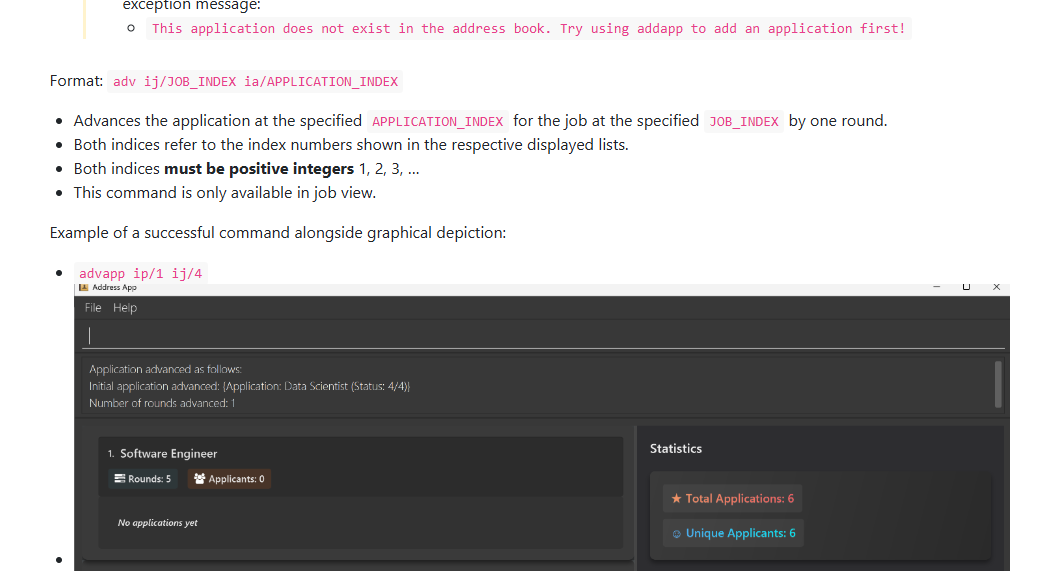 exception message:
This application does not exist in the address book. Try using addapp to add an application first!
Format: adv ij/JOB_INDEX ia/APPLICATION_INDEX
Advances the application at the specified APPLICATION_INDEX for the job at the specified JOB_INDEX by one round.
Both indices refer to the index numbers shown in the respective displayed lists.
Both indices must be positive integers 1, 2, 3, …
This command is only available in job view.
Example of a successful command alongside graphical depiction:
advapp ip/1 ij/4
Address App
File Help
Application advanced as follows:
Initial application advanced: {Application: Data Scientist (Status: 4/4)}
Number of rounds advanced: 1
1. Software Engineer
Rounds: 5 Applicants: 0
No applications yet
Statistics
Total Applications: 6
Unique Applicants: 6